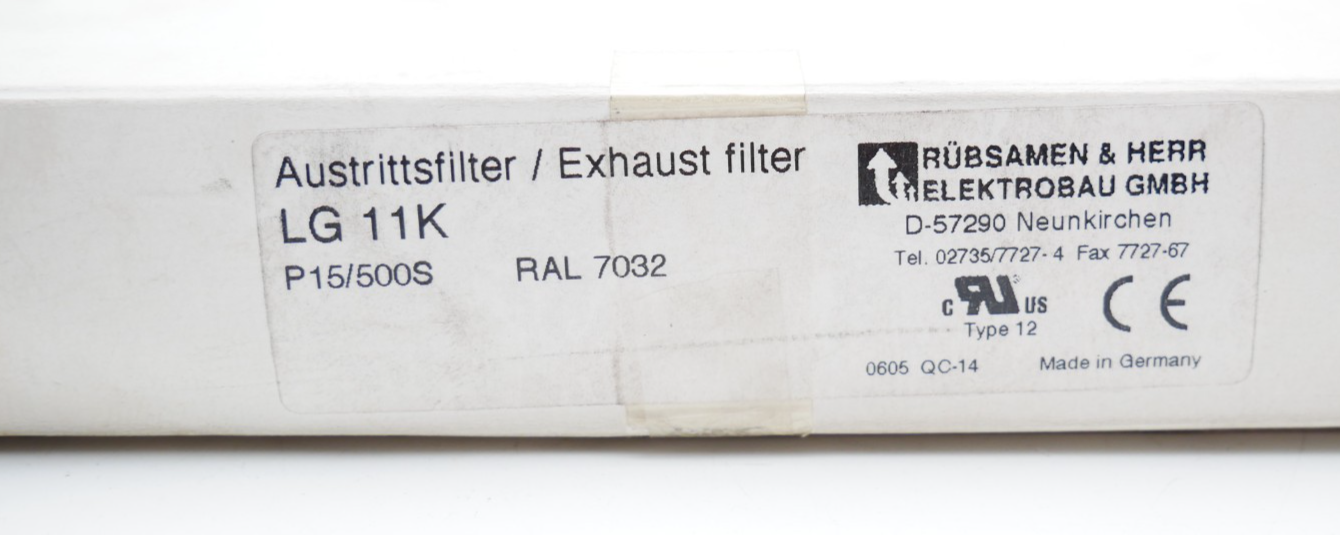 Austrittsfilter / Exhaust filter
LG 11K
P15/500S RAL 7032
RÜBSAMEN & HERR
ELEKTROBAU GMBH
D-57290 Neunkirchen
Tel. 02735/7727- 4 Fax 7727-67
C RU US CE
Type 12
0605 QC-14 Made in Germany